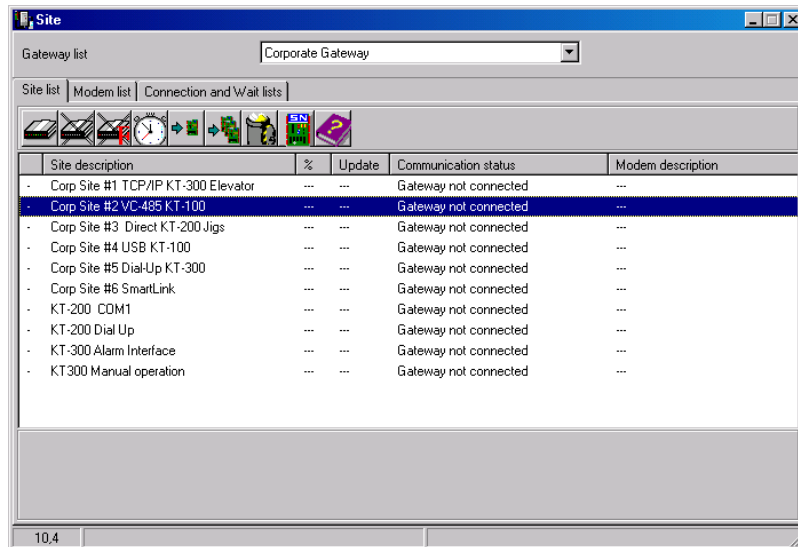 Site
Gateway list Corporate Gateway
Site list Modem list Connection and Wait lists
SN
Site description % Update Communication status Modem description
- Corp Site #1 TCP/IP KT-300 Elevator --- --- Gateway not connected ---
- Corp Site #2 VC-485 KT-100 --- --- Gateway not connected ---
- Corp Site #3 Direct KT-200 Jigs --- --- Gateway not connected ---
- Corp Site #4 USB KT-100 --- --- Gateway not connected ---
- Corp Site #5 Dial-Up KT-300 --- --- Gateway not connected ---
- Corp Site #6 SmartLink --- --- Gateway not connected ---
- KT-200 COM1 --- --- Gateway not connected ---
- KT-200 Dial Up --- --- Gateway not connected ---
- KT-300 Alarm Interface --- --- Gateway not connected ---
- KT300 Manual operation --- --- Gateway not connected ---
10,4